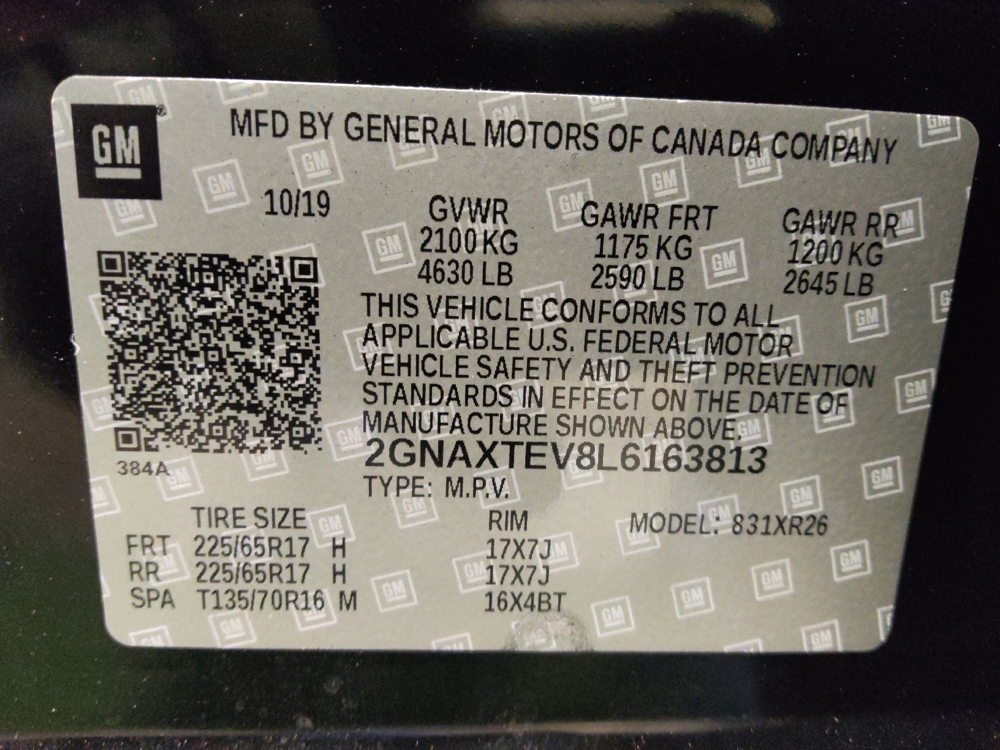 GM
MFD BY GENERAL MOTORS OF CANADA COMPANY
10/19
GVWR GAWR FRT GAWR RR
2100 KG 1175 KG 1200 KG
4630 LB 2590 LB 2645 LB
THIS VEHICLE CONFORMS TO ALL
APPLICABLE U.S. FEDERAL MOTOR
VEHICLE SAFETY AND THEFT PREVENTION
STANDARDS IN EFFECT ON THE DATE OF
MANUFACTURE SHOWN ABOVE.
2GNAXTEV8L6163813
384A
TYPE: M.P.V.
TIRE SIZE RIM MODEL: 831XR26
FRT 225/65R17 H 17X7J
RR 225/65R17 H 17X7J
SPA T135/70R16 M 16X4BT